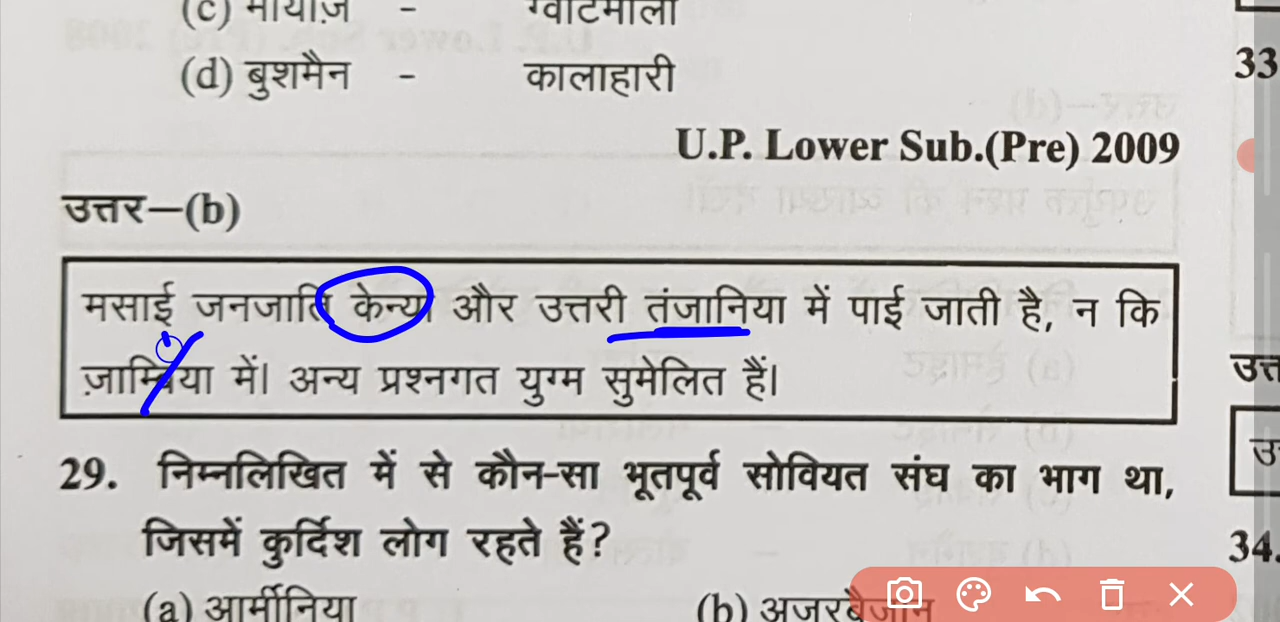 (c) मायाज़ - ग्वाटेमाला
(d) बुशमैन - कालाहारी
33
U.P. Lower Sub.(Pre) 2009
उत्तर—(b)
मसाई जनजाति केन्या और उत्तरी तंजानिया में पाई जाती है, न कि
ज़ाम्बिया में। अन्य प्रश्नगत युग्म सुमेलित हैं।
29. निम्नलिखित में से कौन-सा भूतपूर्व सोवियत संघ का भाग था,
जिसमें कुर्दिश लोग रहते हैं?
34.
(a) आर्मीनिया (b) अजरबैजान